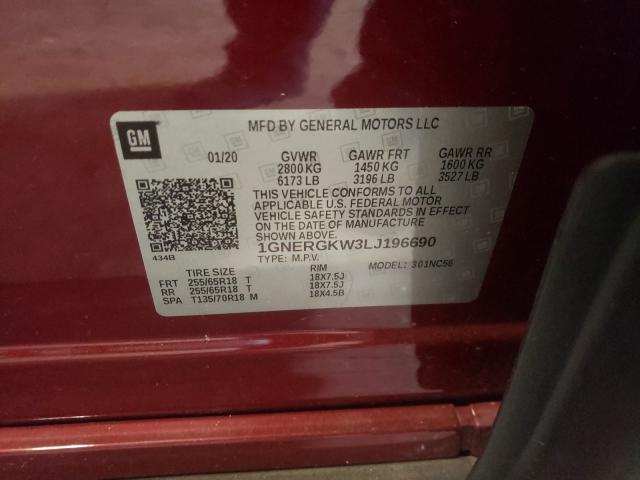 GM
MFD BY GENERAL MOTORS LLC
01/20 GVWR GAWR FRT GAWR RR
2800 KG 1450 KG 1600 KG
6173 LB 3196 LB 3527 LB
THIS VEHICLE CONFORMS TO ALL
APPLICABLE U.S. FEDERAL MOTOR
VEHICLE SAFETY STANDARDS IN EFFECT
ON THE DATE OF MANUFACTURE
SHOWN ABOVE.
1GNERGKW3LJ196690
434B
TYPE: M.P.V. MODEL: 301NC56
TIRE SIZE RIM
FRT 255/65R18 T 18X7.5J
RR 255/65R18 T 18X7.5J
SPA T135/70R18 M 18X4.5B